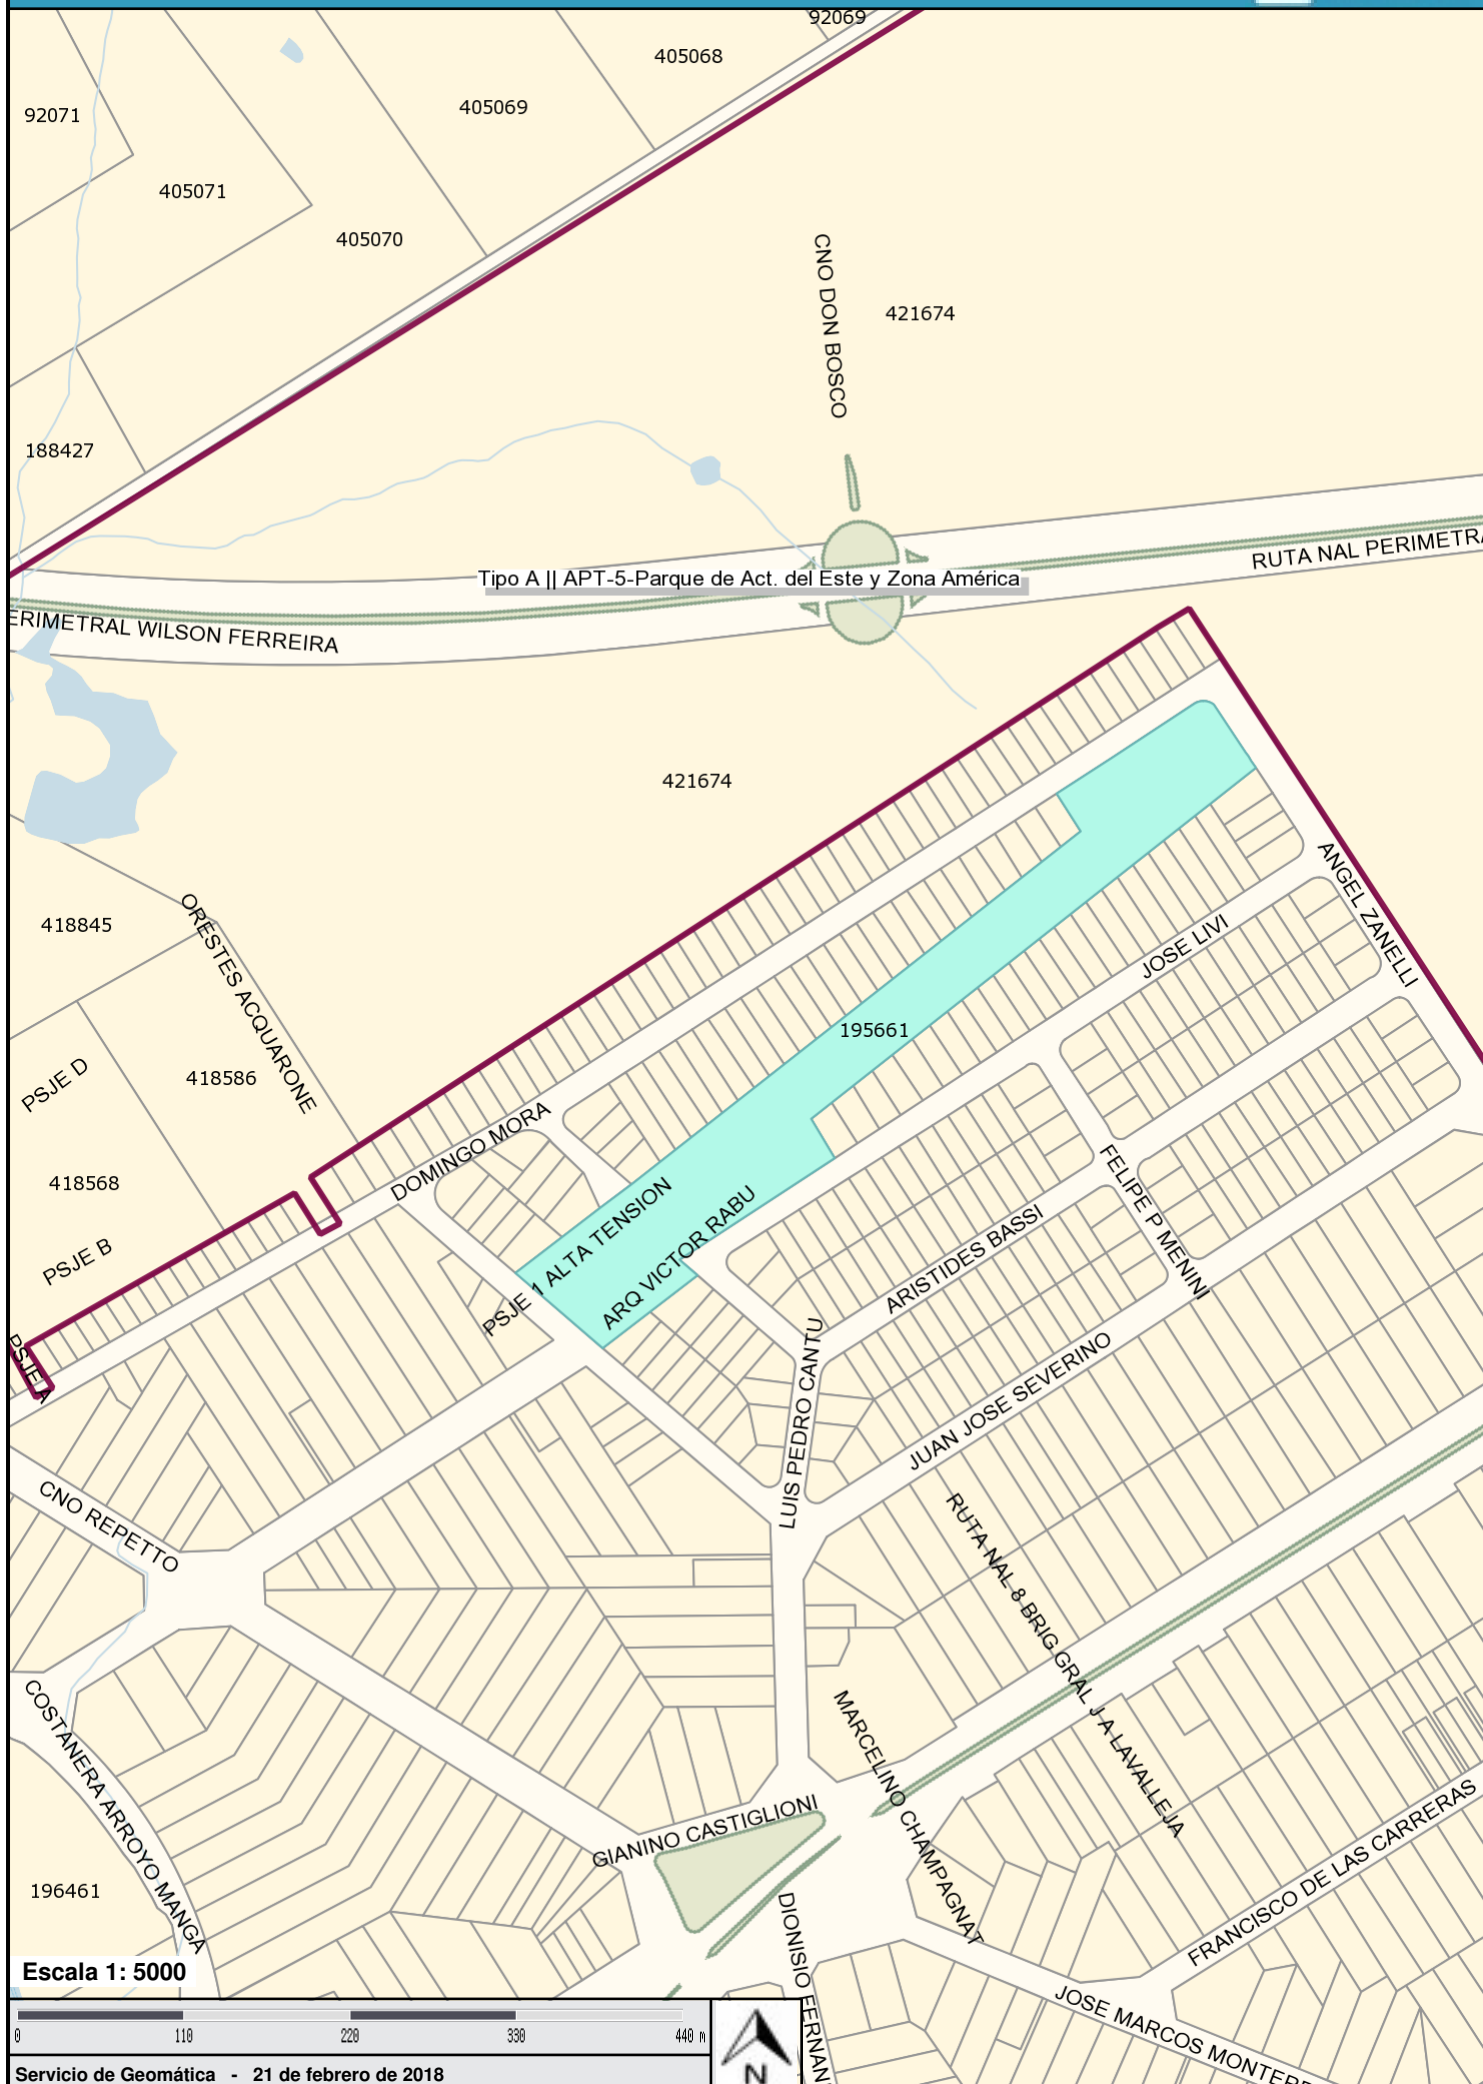 92069
405068
405069
92071
405071
405070
CNO DON BOSCO
421674
188427
RUTA NAL PERIMETRA
Tipo A || APT-5-Parque de Act. del Este y Zona América
ERIMETRAL WILSON FERREIRA
421674
ANGEL ZANELLI
418845
ORESTES ACQUARONE
JOSE LIVI
195661
PSJE D
418586
DOMINGO MORA
418568
FELIPE P MENINI
PSJE 1 ALTA TENSION
ARQ VICTOR RABU
ARISTIDES BASSI
PSJE B
PSJE A
LUIS PEDRO CANTU
JUAN JOSE SEVERINO
CNO REPETTO
RUTA NAL 8 BRIG GRAL J A LAVALLEJA
COSTANERA ARROYO MANGA
MARCELINO CHAMPAGNAT
GIANINO CASTIGLIONI
FRANCISCO DE LAS CARRERAS
196461
DIONISIO FERNAN
JOSE MARCOS MONTERR
Escala 1: 5000
0 110 220 330 440 m
N
Servicio de Geomática - 21 de febrero de 2018